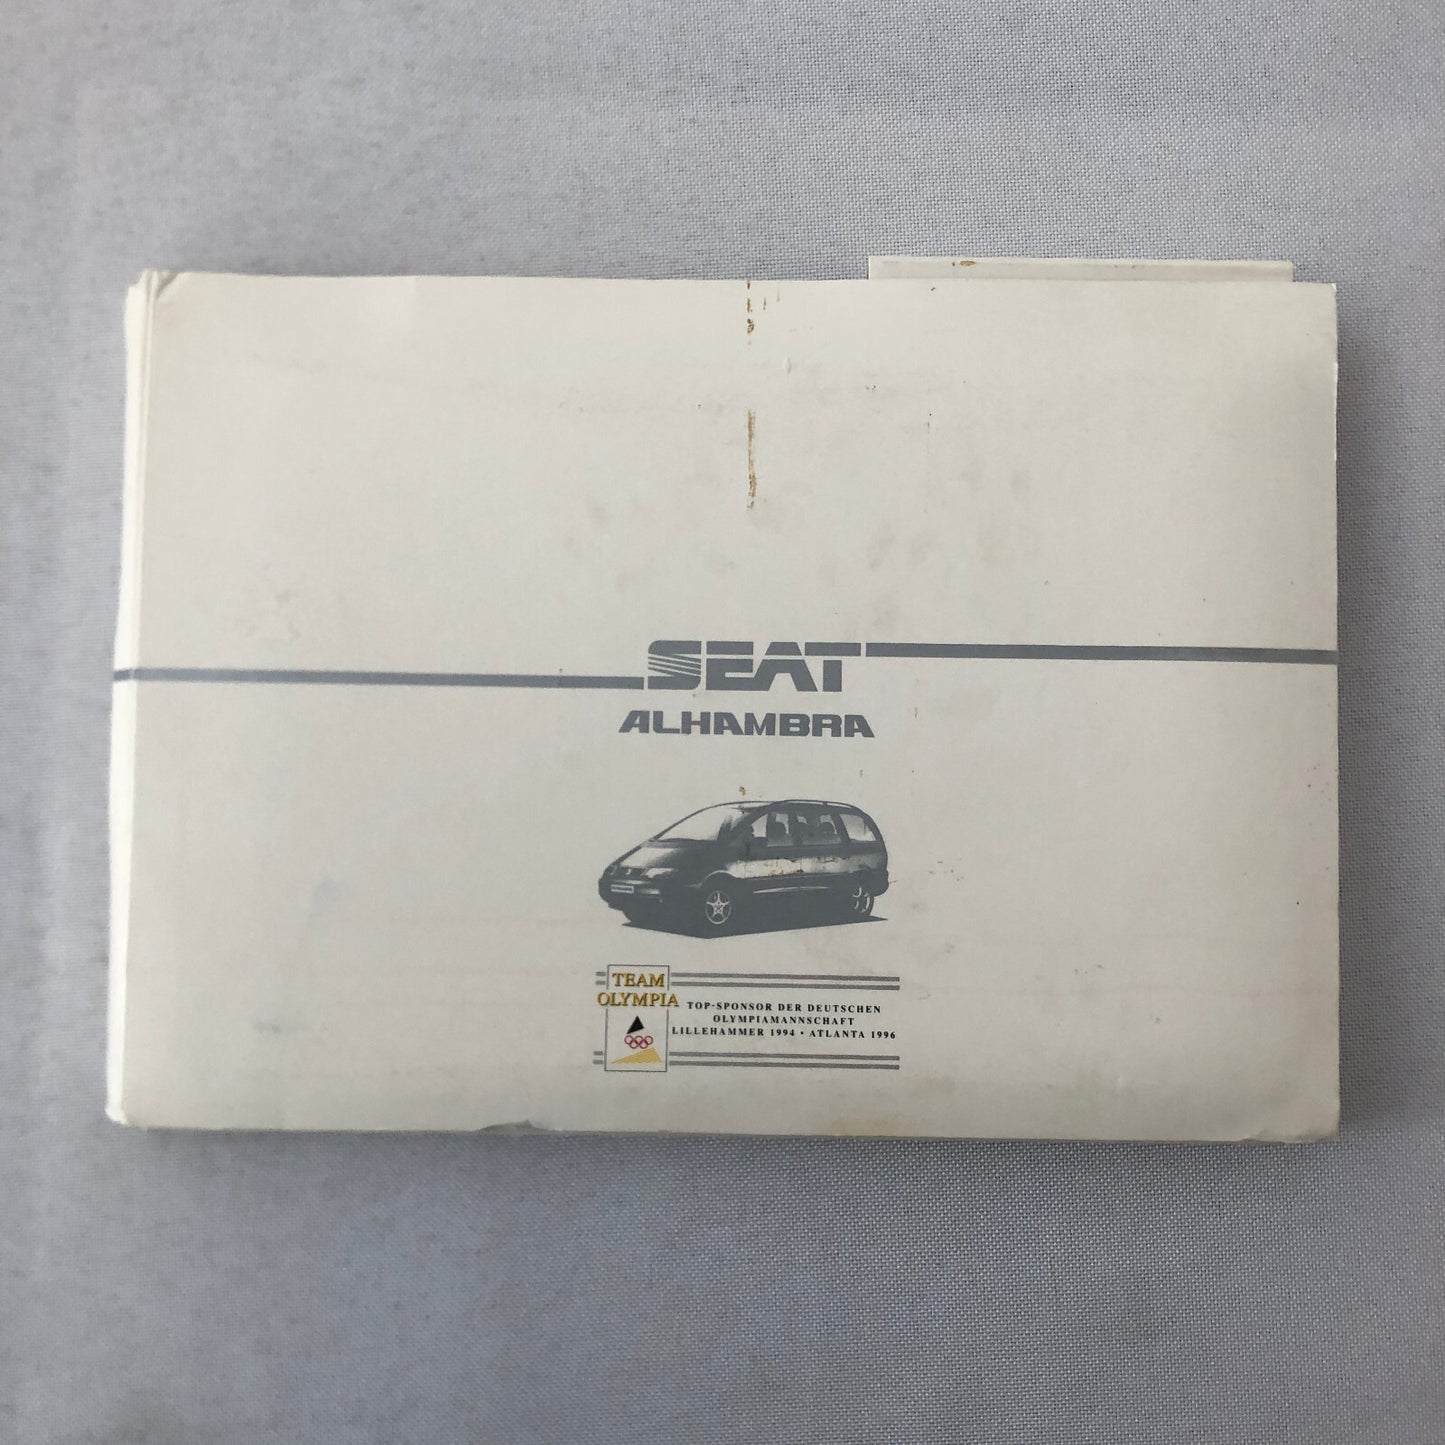 SEAT
ALHAMBRA
TEAM
OLYMPIA
TOP-SPONSOR DER DEUTSCHEN
OLYMPIAMANNSCHAFT
LILLEHAMMER 1994 • ATLANTA 1996